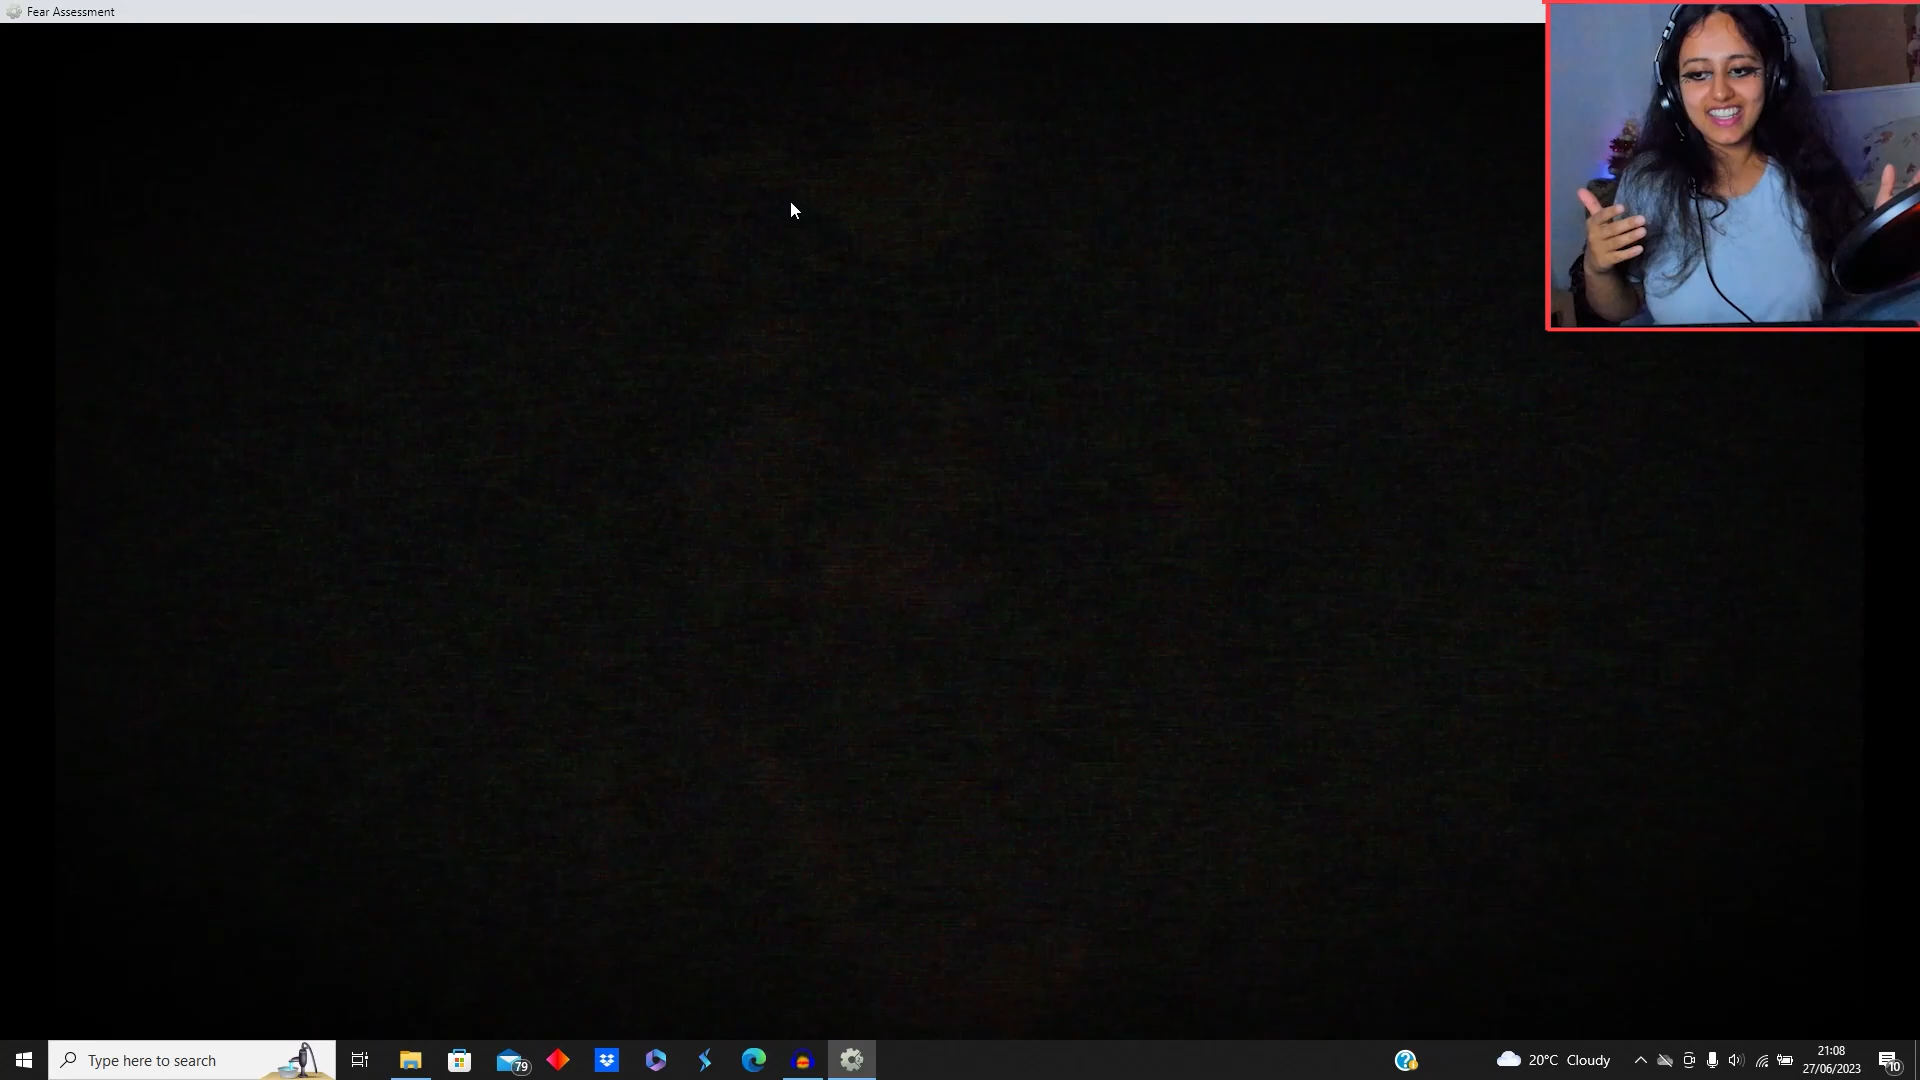 Fear Assessment
Type here to search
79
20°C Cloudy
21:08
27/06/2023
10